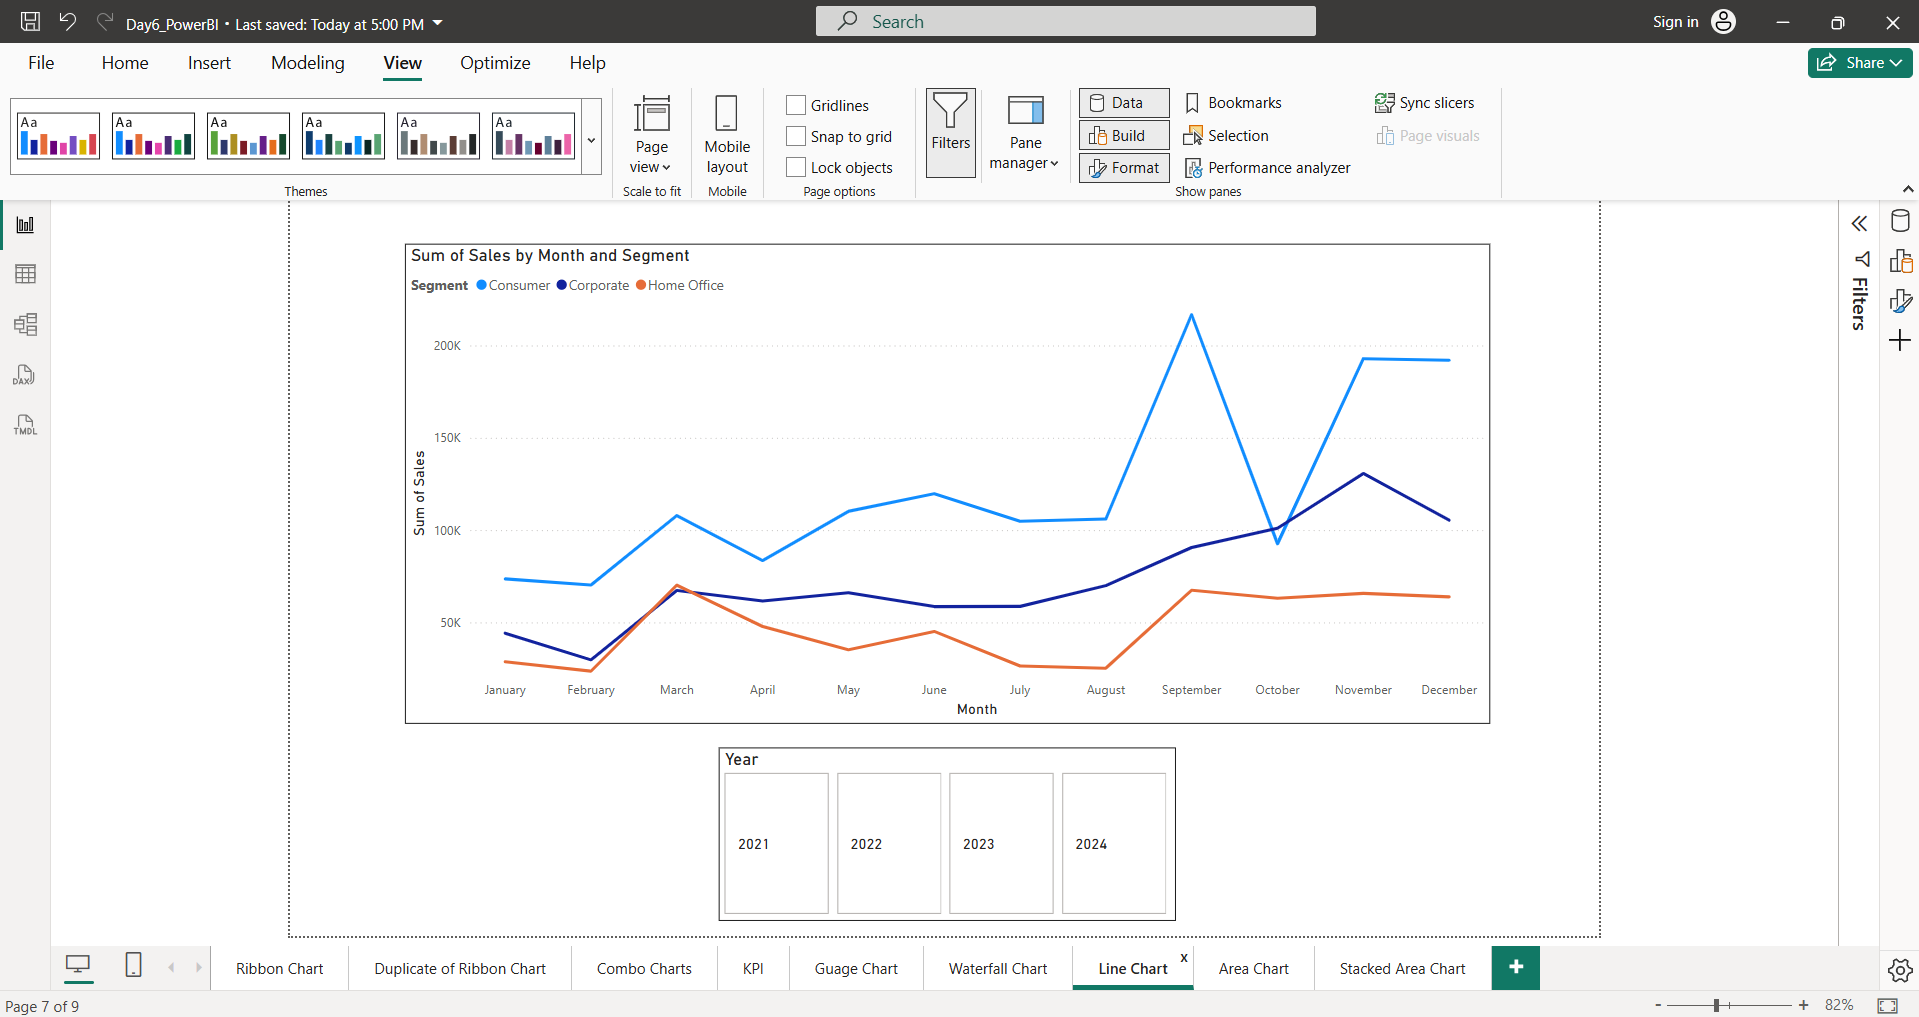 Day6_PowerBI • Last saved: Today at 5:00 PM
Search
Sign in
File Home Insert Modeling View Optimize Help
Share
Aa Aa Aa Aa Aa Aa
Themes
Page view
Scale to fit
Mobile layout
Mobile
Gridlines
Snap to grid
Lock objects
Page options
Filters
Pane manager
Data
Build
Format
Bookmarks
Selection
Performance analyzer
Sync slicers
Page visuals
Show panes
DAX
TMDL
Sum of Sales by Month and Segment
Segment Consumer Corporate Home Office
200K
150K
100K
50K
Sum of Sales
January February March April May June July August September October November December
Month
Year
2021 2022 2023 2024
Filters
Ribbon Chart Duplicate of Ribbon Chart Combo Charts KPI Guage Chart Waterfall Chart Line Chart x Area Chart Stacked Area Chart +
Page 7 of 9
- + 82%